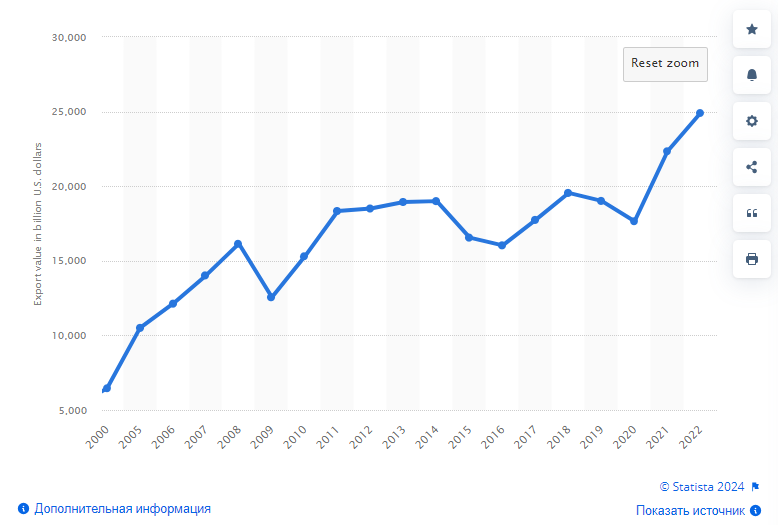 30,000
Reset zoom
25,000
20,000
15,000
10,000
5,000
Export value in billion U.S. dollars
2000 2005 2006 2007 2008 2009 2010 2011 2012 2013 2014 2015 2016 2017 2018 2019 2020 2021 2022
© Statista 2024
Дополнительная информация
Показать источник